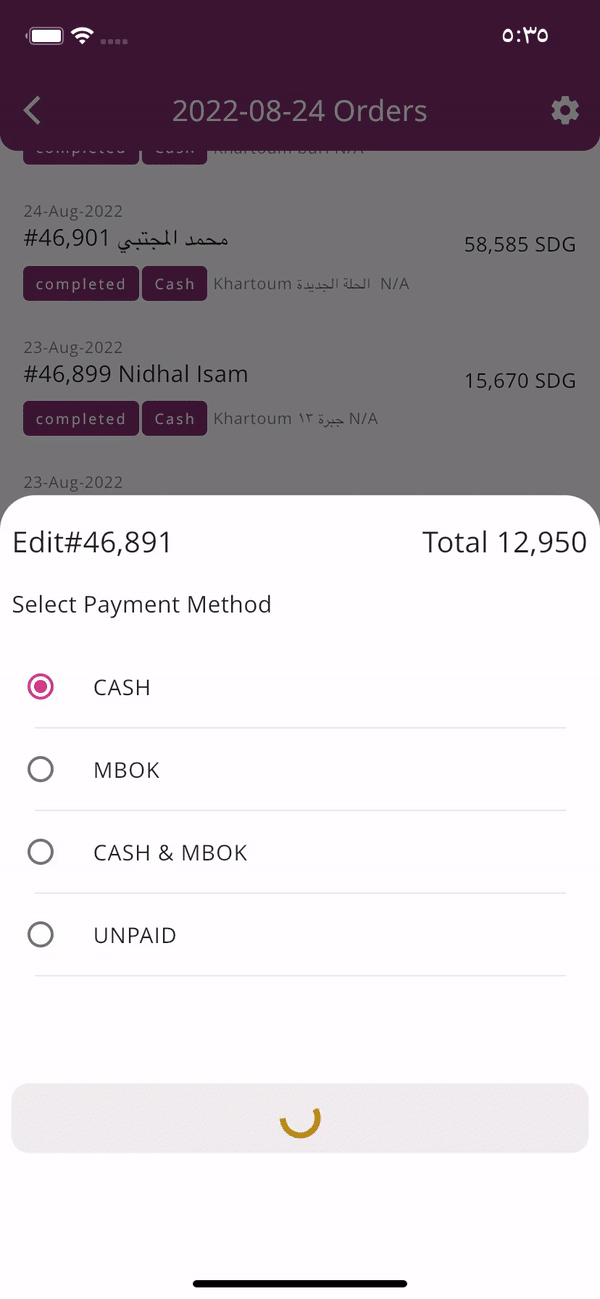 ٥:٣٥
2022-08-24 Orders
completed Cash Khartoum N/A
24-Aug-2022
#46,901 محمد المجتبي
58,585 SDG
completed Cash Khartoum الحلة الجديدة N/A
23-Aug-2022
#46,899 Nidhal Isam
15,670 SDG
completed Cash Khartoum جبرة ١٣ N/A
23-Aug-2022
Edit#46,891
Total 12,950
Select Payment Method
CASH
MBOK
CASH & MBOK
UNPAID